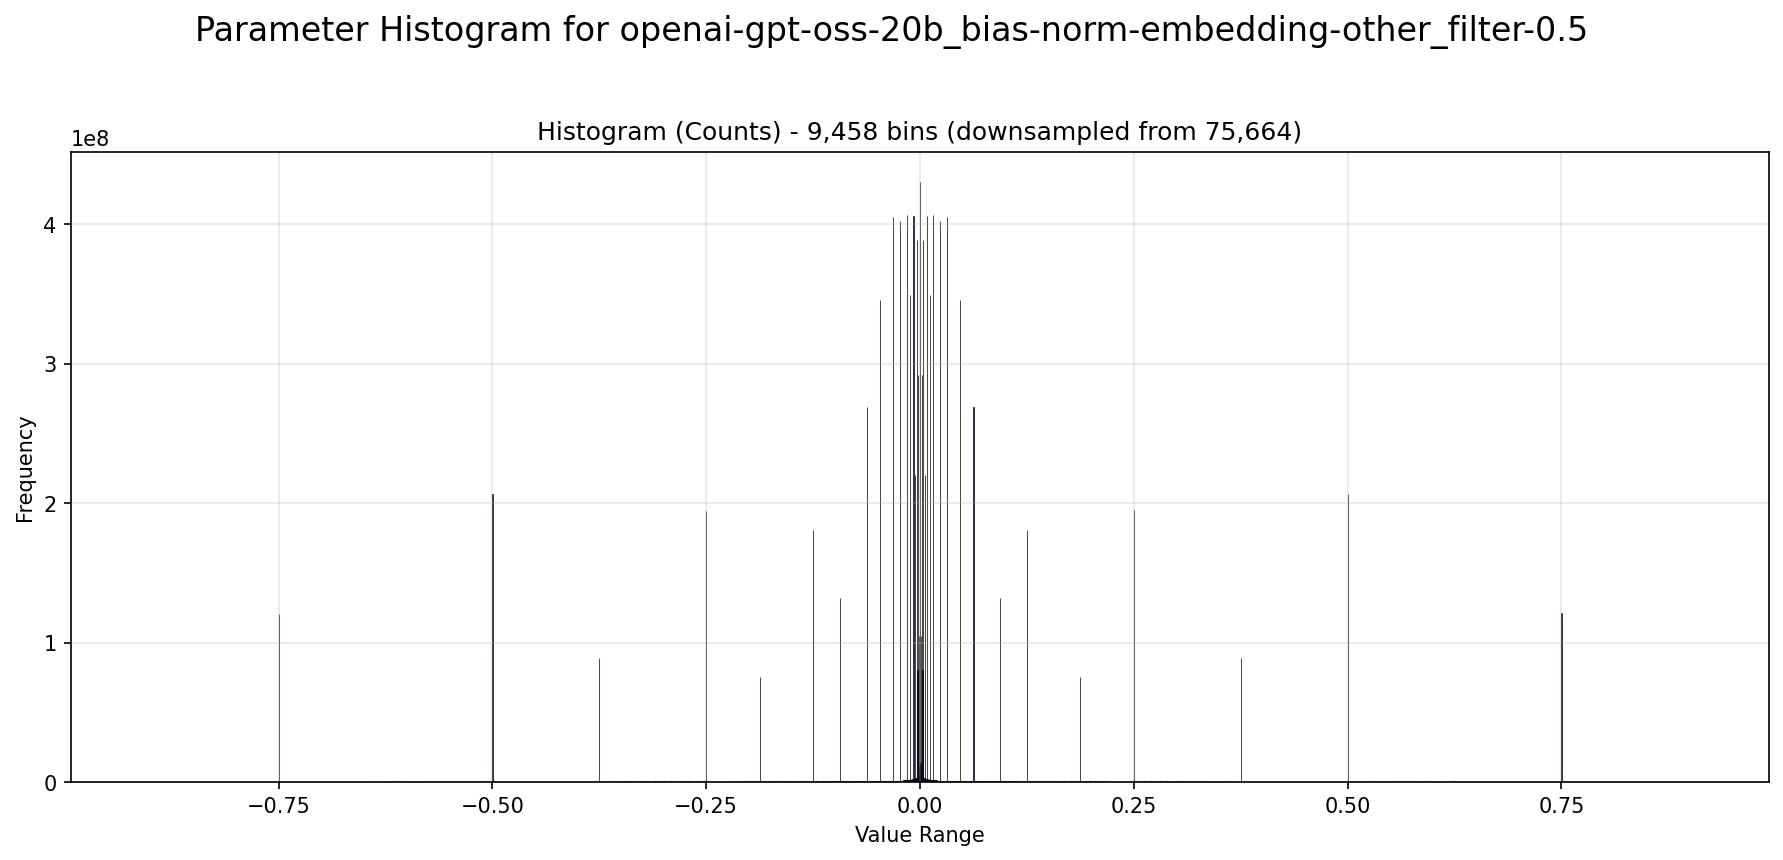 Parameter Histogram for openai-gpt-oss-20b_bias-norm-embedding-other_filter-0.5
Histogram (Counts) - 9,458 bins (downsampled from 75,664)
1e8
4
3
2
1
0
Frequency
−0.75
−0.50
−0.25
0.00
0.25
0.50
0.75
Value Range